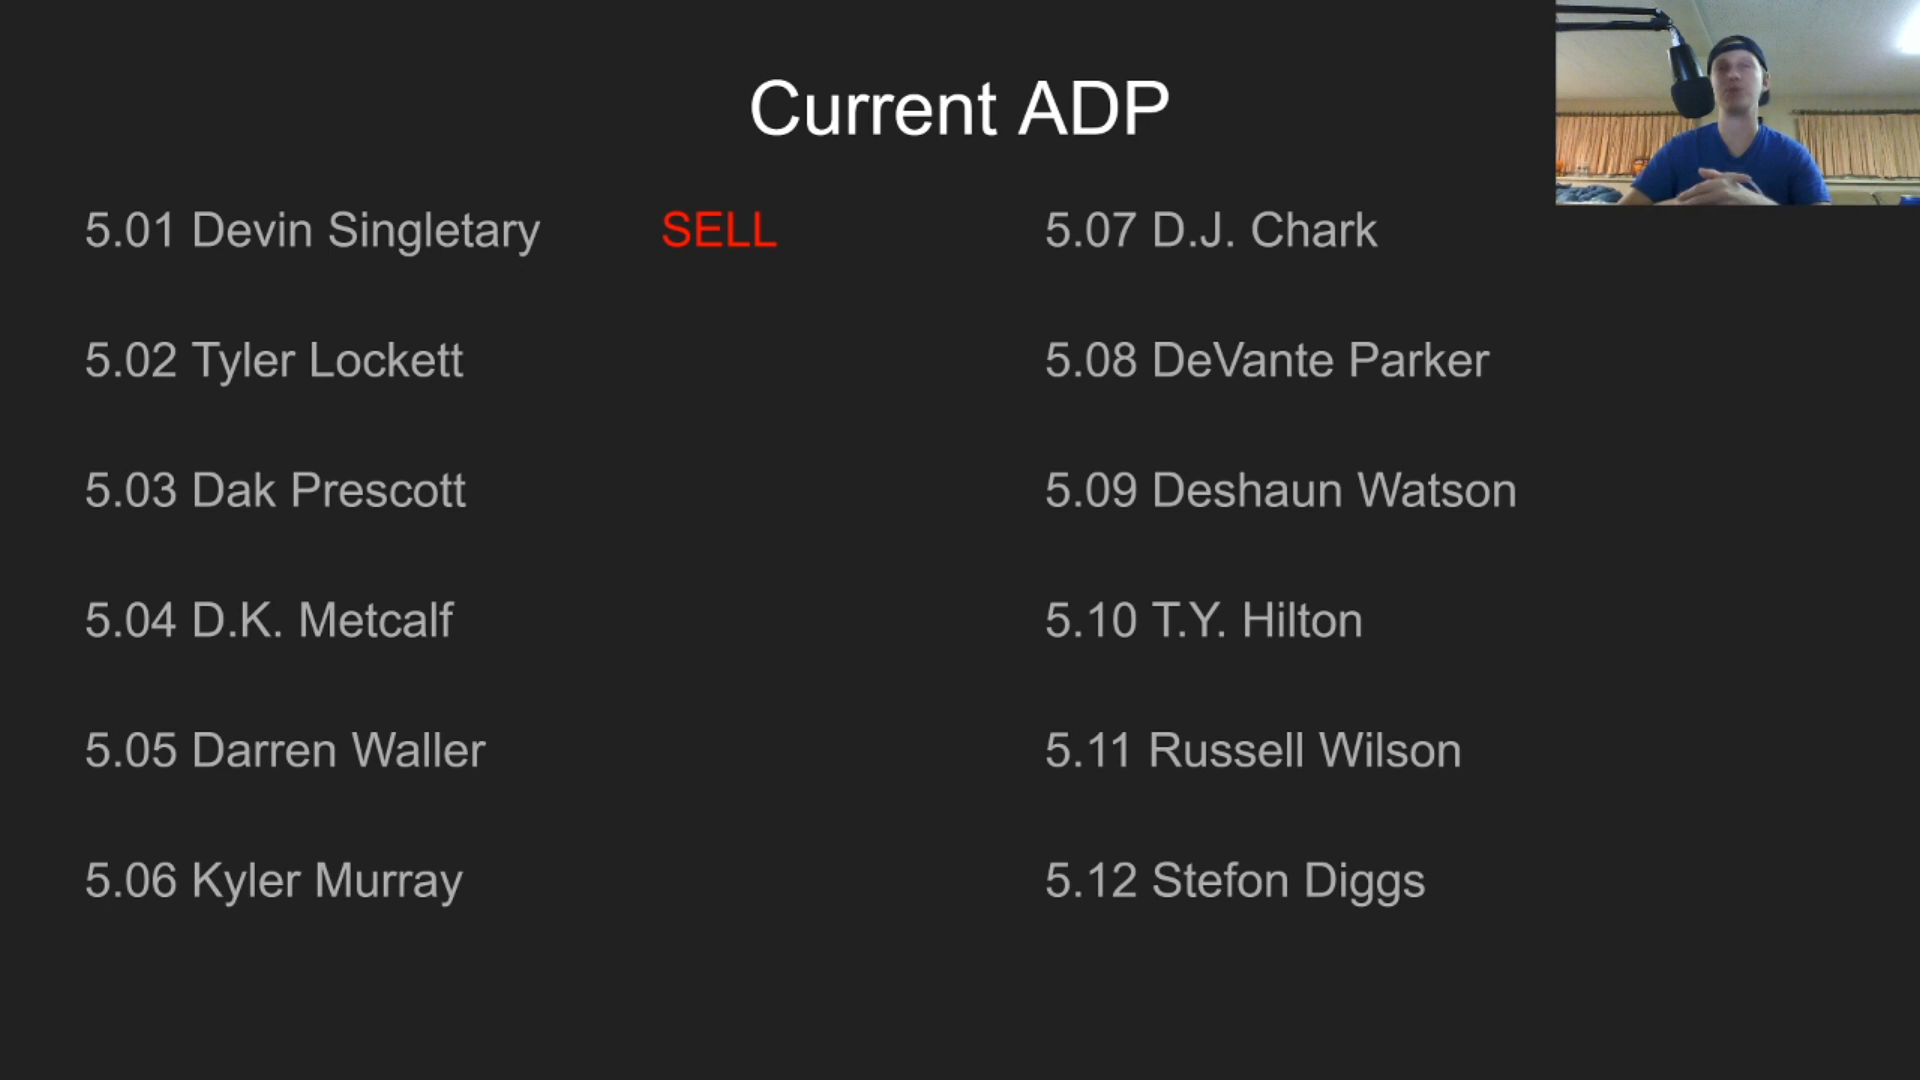 Current ADP
5.01 Devin Singletary SELL
5.02 Tyler Lockett
5.03 Dak Prescott
5.04 D.K. Metcalf
5.05 Darren Waller
5.06 Kyler Murray
5.07 D.J. Chark
5.08 DeVante Parker
5.09 Deshaun Watson
5.10 T.Y. Hilton
5.11 Russell Wilson
5.12 Stefon Diggs